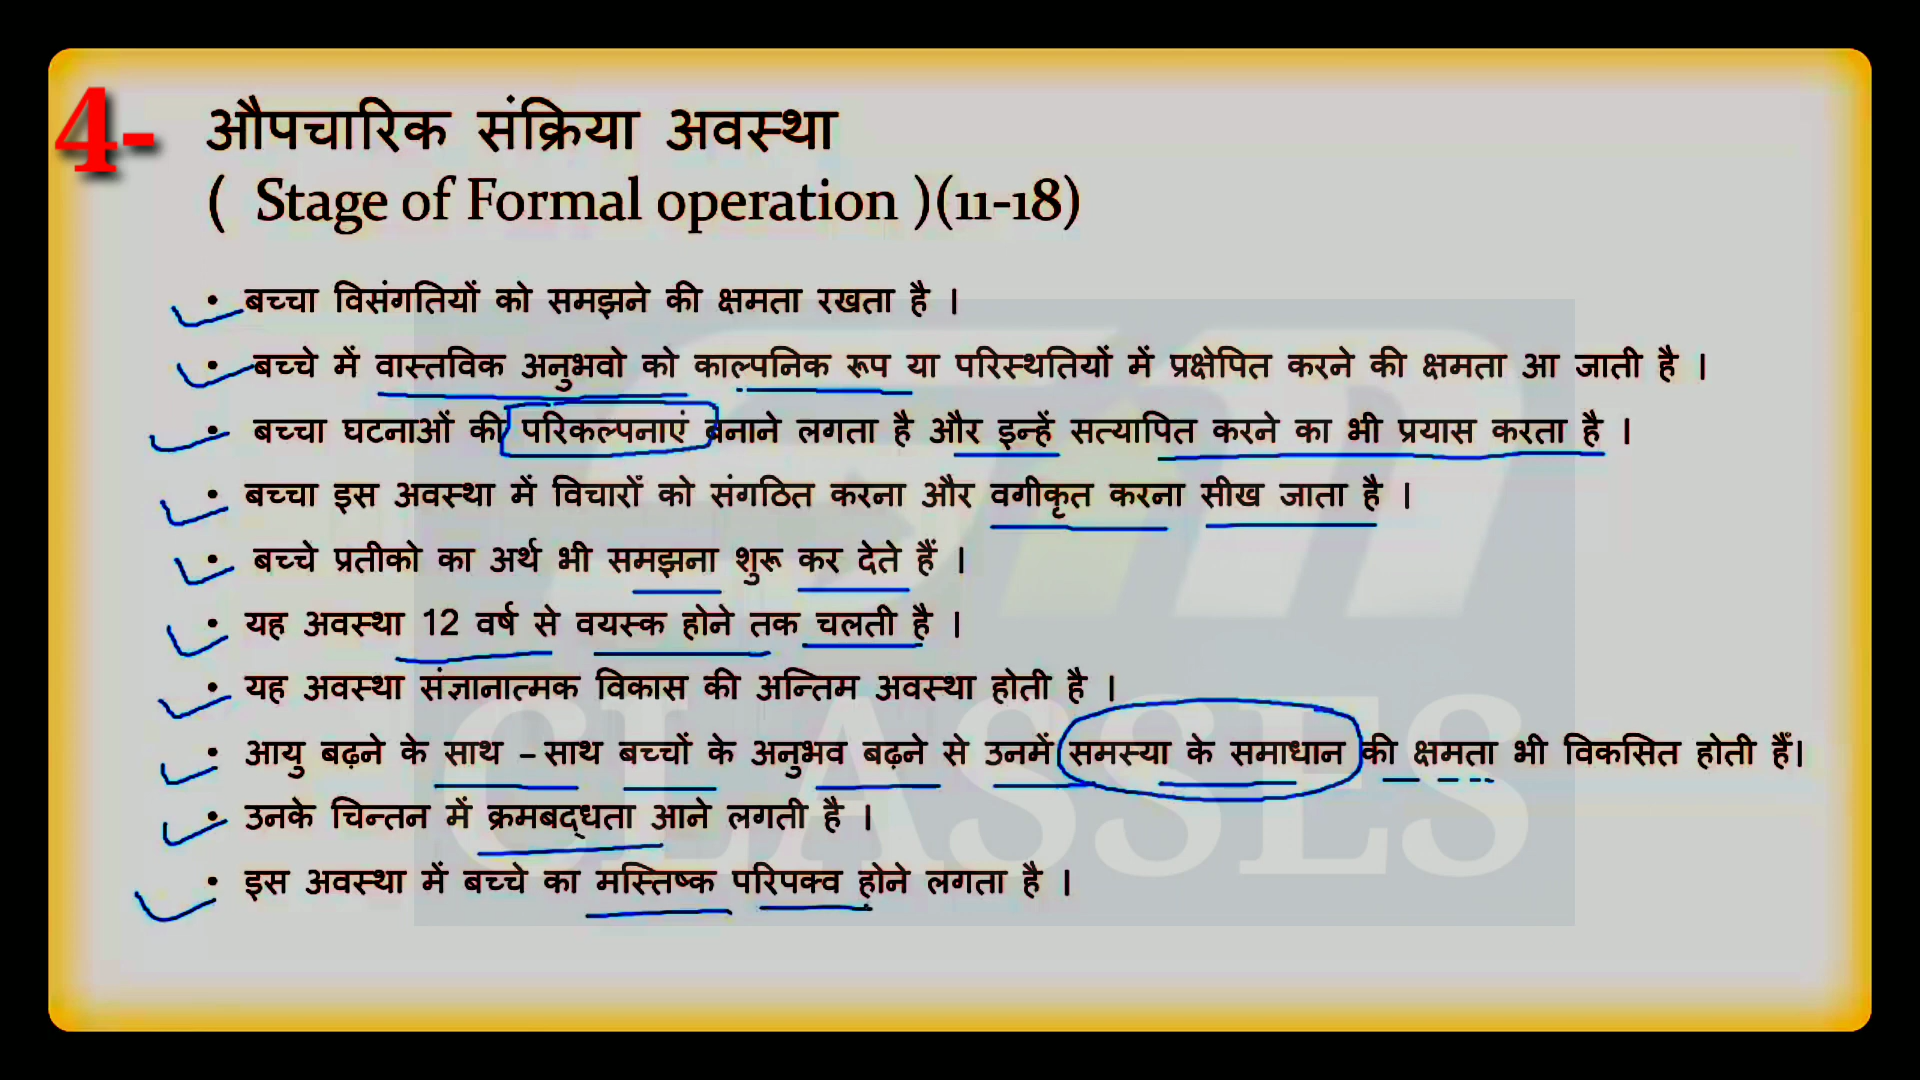 4-
औपचारिक संक्रिया अवस्था
( Stage of Formal operation )(11-18)
• बच्चा विसंगतियों को समझने की क्षमता रखता है ।
• बच्चे में वास्तविक अनुभवो को काल्पनिक रूप या परिस्थतियों में प्रक्षेपित करने की क्षमता आ जाती है ।
• बच्चा घटनाओं की परिकल्पनाएं बनाने लगता है और इन्हें सत्यापित करने का भी प्रयास करता है ।
• बच्चा इस अवस्था में विचारों को संगठित करना और वगीकृत करना सीख जाता है ।
• बच्चे प्रतीको का अर्थ भी समझना शुरू कर देते हैं ।
• यह अवस्था 12 वर्ष से वयस्क होने तक चलती है ।
• यह अवस्था संज्ञानात्मक विकास की अन्तिम अवस्था होती है ।
• आयु बढ़ने के साथ – साथ बच्चों के अनुभव बढ़ने से उनमें समस्या के समाधान की क्षमता भी विकसित होती हैं।
• उनके चिन्तन में क्रमबद्धता आने लगती है ।
• इस अवस्था में बच्चे का मस्तिष्क परिपक्व होने लगता है ।
CLASSES